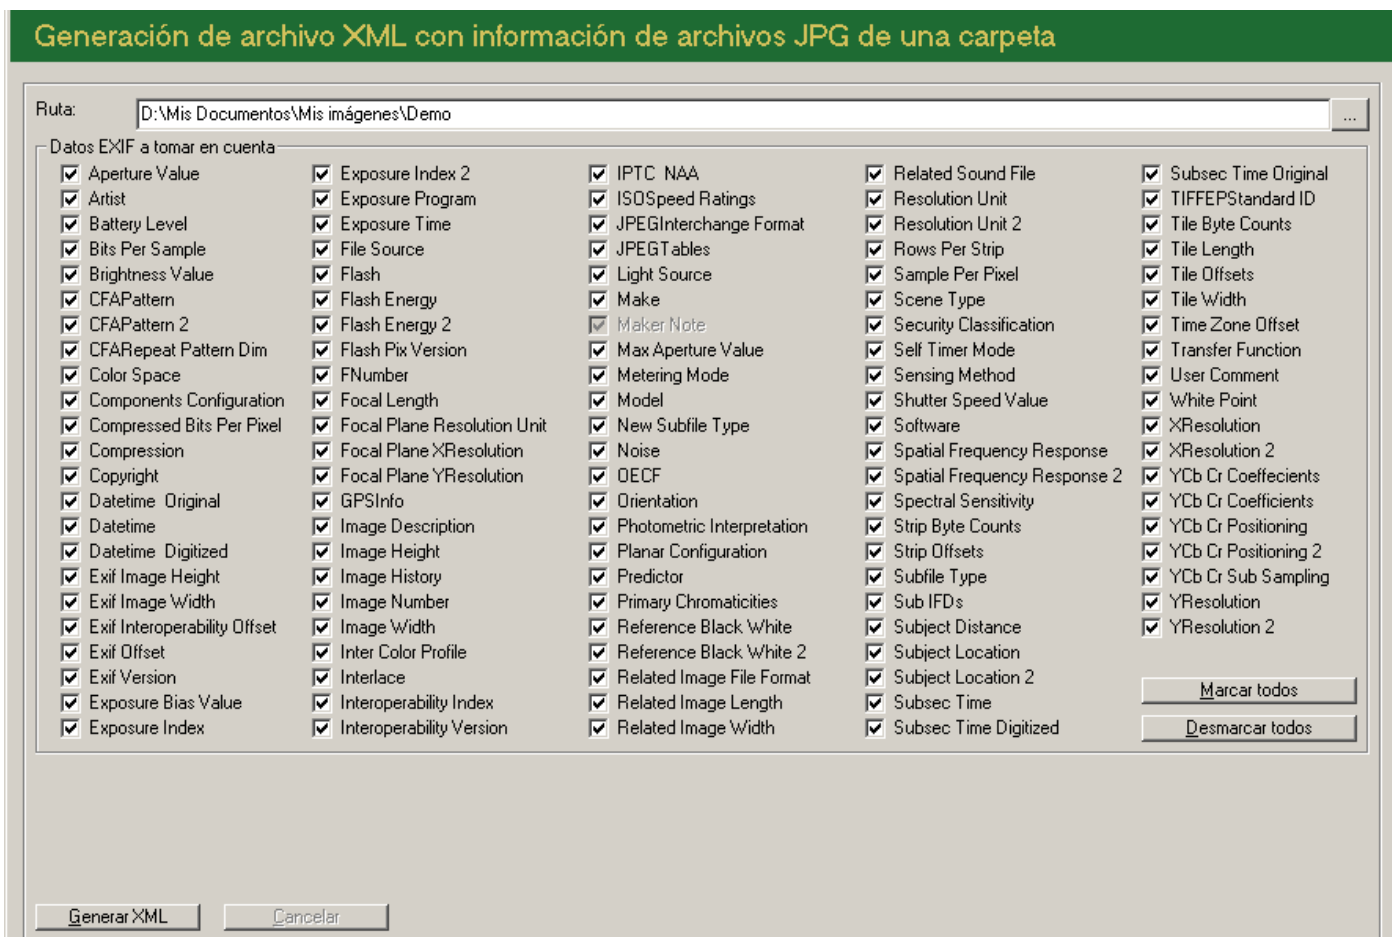 Generación de archivo XML con información de archivos JPG de una carpeta
Ruta:
D:\Mis Documentos\Mis imágenes\Demo
...
Datos EXIF a tomar en cuenta
Aperture Value
Artist
Battery Level
Bits Per Sample
Brightness Value
CFAPattern
CFAPattern 2
CFARepeat Pattern Dim
Color Space
Components Configuration
Compressed Bits Per Pixel
Compression
Copyright
Datetime Original
Datetime
Datetime Digitized
Exif Image Height
Exif Image Width
Exif Interoperability Offset
Exif Offset
Exif Version
Exposure Bias Value
Exposure Index
Exposure Index 2
Exposure Program
Exposure Time
File Source
Flash
Flash Energy
Flash Energy 2
Flash Pix Version
FNumber
Focal Length
Focal Plane Resolution Unit
Focal Plane XResolution
Focal Plane YResolution
GPSInfo
Image Description
Image Height
Image History
Image Number
Image Width
Inter Color Profile
Interlace
Interoperability Index
Interoperability Version
IPTC NAA
ISOSpeed Ratings
JPEGInterchange Format
JPEGTables
Light Source
Make
Maker Note
Max Aperture Value
Metering Mode
Model
New Subfile Type
Noise
OECF
Orientation
Photometric Interpretation
Planar Configuration
Predictor
Primary Chromaticities
Reference Black White
Reference Black White 2
Related Image File Format
Related Image Length
Related Image Width
Related Sound File
Resolution Unit
Resolution Unit 2
Rows Per Strip
Sample Per Pixel
Scene Type
Security Classification
Self Timer Mode
Sensing Method
Shutter Speed Value
Software
Spatial Frequency Response
Spatial Frequency Response 2
Spectral Sensitivity
Strip Byte Counts
Strip Offsets
Subfile Type
Sub IFDs
Subject Distance
Subject Location
Subject Location 2
Subsec Time
Subsec Time Digitized
Subsec Time Original
TIFFEPStandard ID
Tile Byte Counts
Tile Length
Tile Offsets
Tile Width
Time Zone Offset
Transfer Function
User Comment
White Point
XResolution
XResolution 2
YCb Cr Coeffecients
YCb Cr Coefficients
YCb Cr Positioning
YCb Cr Positioning 2
YCb Cr Sub Sampling
YResolution
YResolution 2
Marcar todos
Desmarcar todos
Generar XML
Cancelar